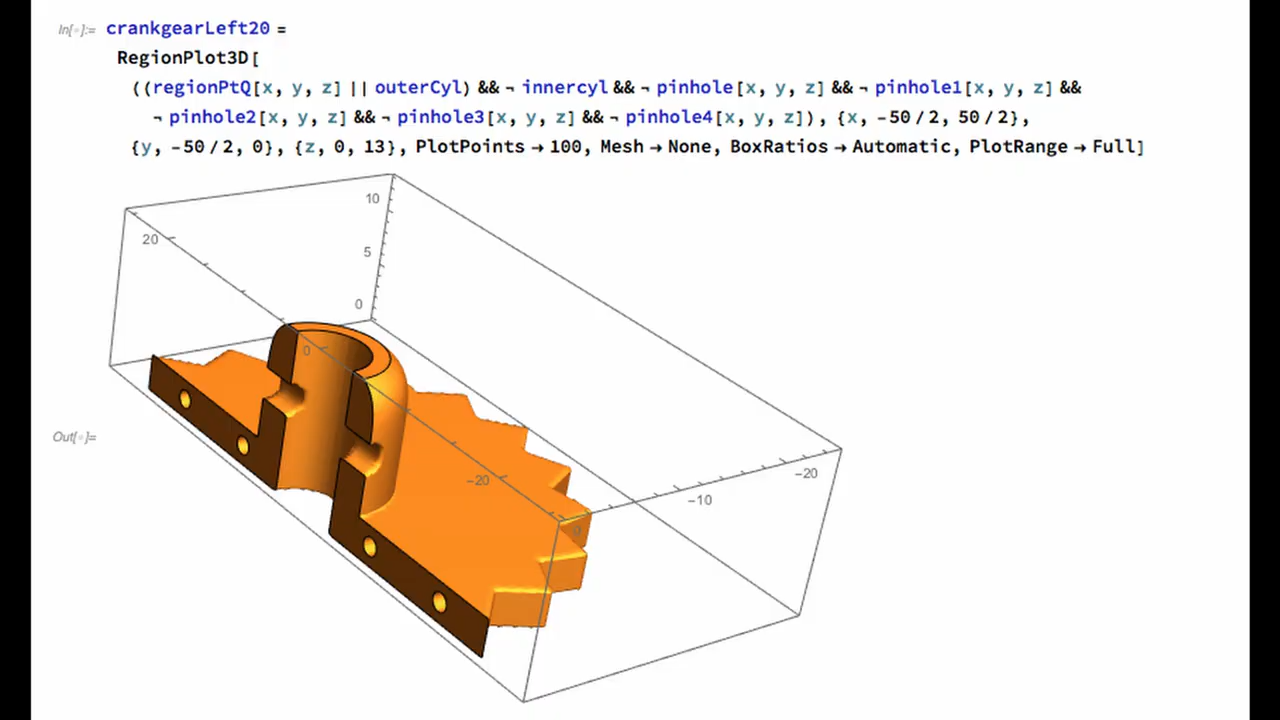 In[◦]:= crankgearLeft20 =
RegionPlot3D[
((regionPtQ[x, y, z] || outerCyl) && ¬ innercyl && ¬ pinhole[x, y, z] && ¬ pinhole1[x, y, z] &&
¬ pinhole2[x, y, z] && ¬ pinhole3[x, y, z] && ¬ pinhole4[x, y, z]), {x, -50 / 2, 50 / 2},
{y, -50 / 2, 0}, {z, 0, 13}, PlotPoints → 100, Mesh → None, BoxRatios → Automatic, PlotRange → Full]
10
20
5
0
0
Out[◦]=
-20
-20
-10
0